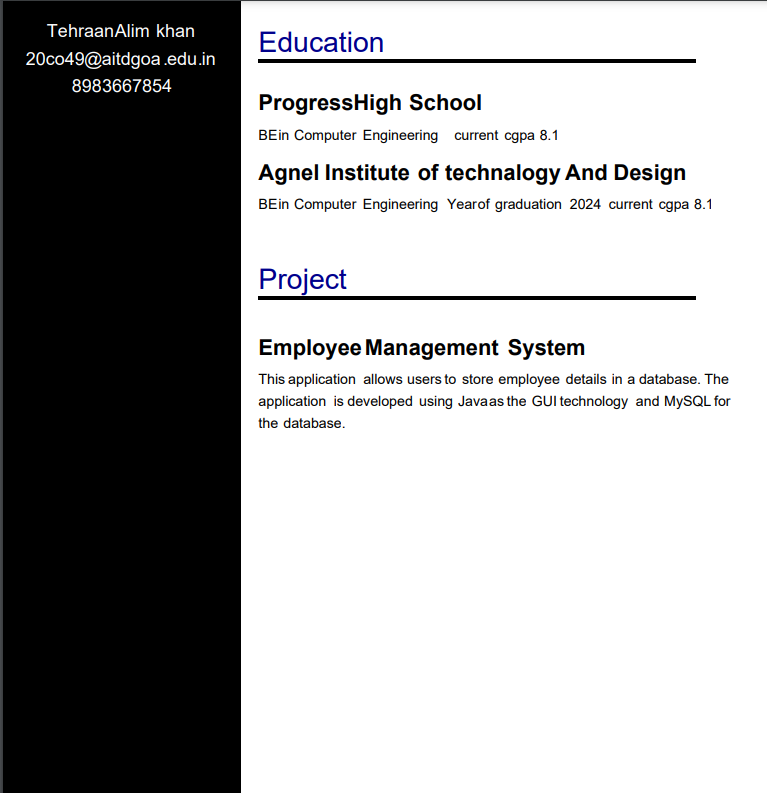 TehraanAlim khan
20co49@aitdgoa.edu.in
8983667854
Education
ProgressHigh School
BEin Computer Engineering current cgpa 8.1
Agnel Institute of technalogy And Design
BEin Computer Engineering Yearof graduation 2024 current cgpa 8.1
Project
Employee Management System
This application allows users to store employee details in a database. The
application is developed using Javaas the GUI technology and MySQL for
the database.